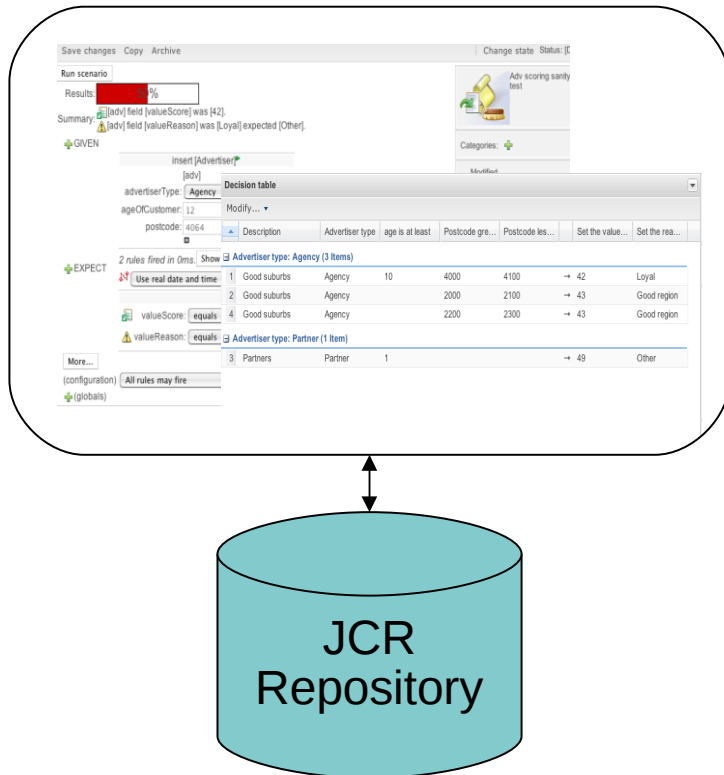 Save changes Copy Archive
Change state Status: [D
Run scenario
Results: %
Adv scoring sanity
test
Summary: [adv] field [valueScore] was [42].
[adv] field [valueReason] was [Loyal] expected [Other].
GIVEN
Categories:
insert [Advertiser]
[adv]
Modified
advertiserType: Agency
ageOfCustomer: 12
postcode: 4064
EXPECT
2 rules fired in 0ms. Show
Use real date and time
valueScore: equals
valueReason: equals
More...
(configuration) All rules may fire
(globals)
Decision table
Modify...
Description Advertiser type age is at least Postcode gre... Postcode les... Set the value... Set the rea...
Advertiser type: Agency (3 Items)
1 Good suburbs Agency 10 4000 4100 → 42 Loyal
2 Good suburbs Agency 2000 2100 → 43 Good region
4 Good suburbs Agency 2200 2300 → 43 Good region
Advertiser type: Partner (1 Item)
3 Partners Partner 1 → 49 Other
JCR
Repository